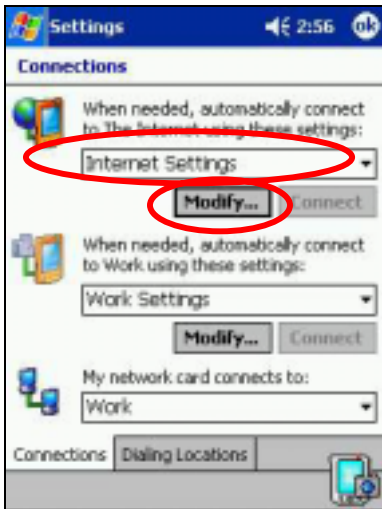 Settings 2:56 ok
Connections
When needed, automatically connect
to The Internet using these settings:
Internet Settings
Modify... Connect
When needed, automatically connect
to Work using these settings:
Work Settings
Modify... Connect
My network card connects to:
Work
Connections Dialing Locations